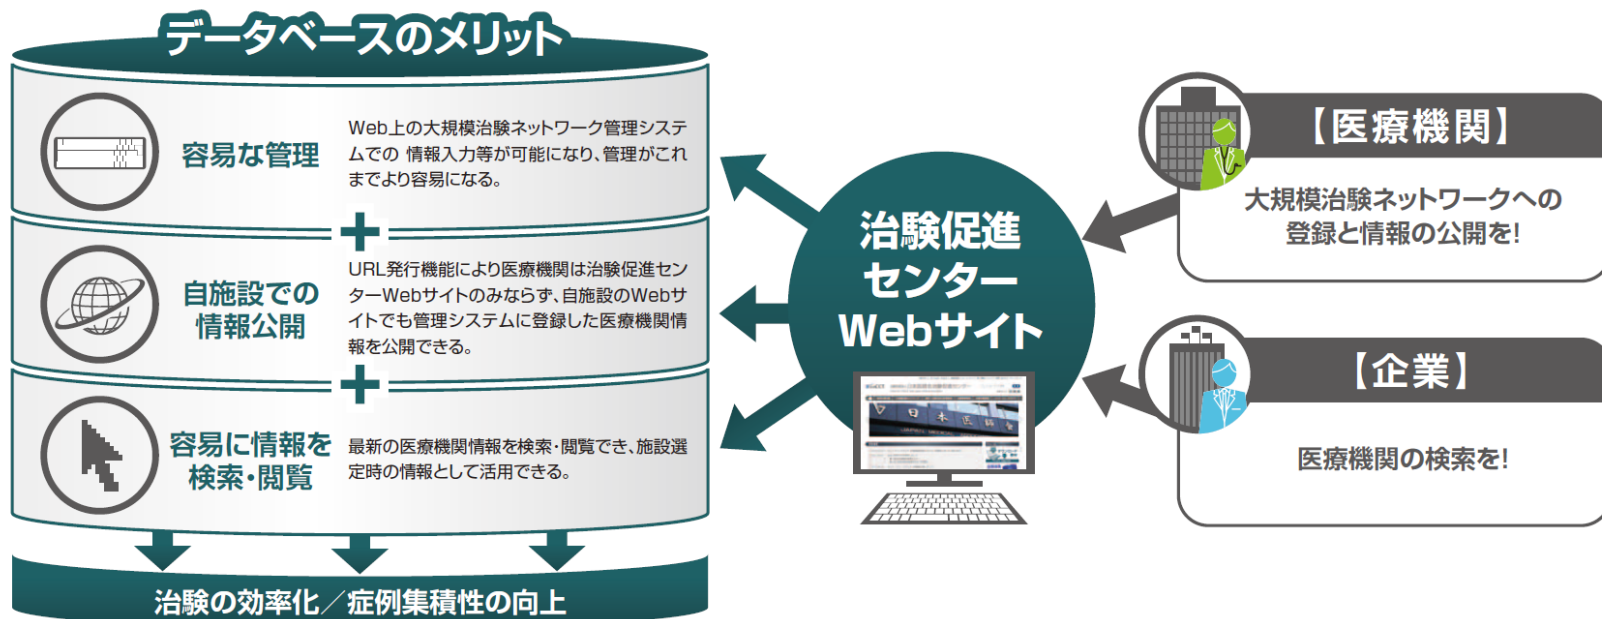 データベースのメリット
容易な管理
Web上の大規模治験ネットワーク管理システ
ムでの 情報入力等が可能になり、管理がこれ
までより容易になる。
自施設での
情報公開
URL発行機能により医療機関は治験促進セン
ターWebサイトのみならず、自施設のWebサ
イトでも管理システムに登録した医療機関情
報を公開できる。
容易に情報を
検索・閲覧
最新の医療機関情報を検索・閲覧でき、施設選
定時の情報として活用できる。
治験の効率化／症例集積性の向上
治験促進
センター
Webサイト
日本医師会
【医療機関】
大規模治験ネットワークへの
登録と情報の公開を!
【企業】
医療機関の検索を!